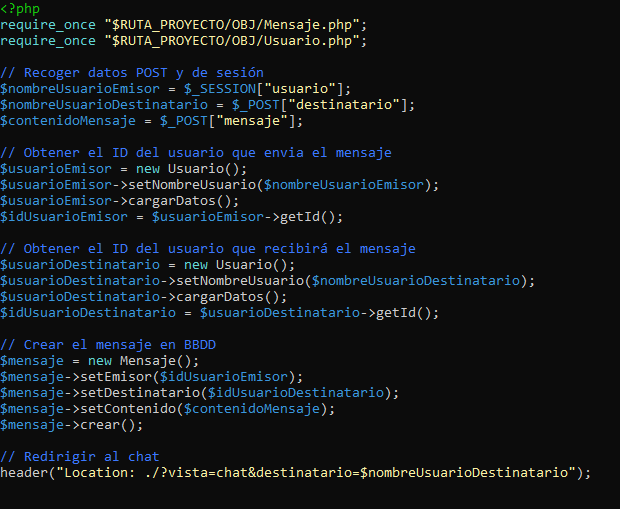 <?php
require_once "$RUTA_PROYECTO/OBJ/Mensaje.php";
require_once "$RUTA_PROYECTO/OBJ/Usuario.php";
// Recoger datos POST y de sesión
$nombreUsuarioEmisor = $_SESSION["usuario"];
$nombreUsuarioDestinatario = $_POST["destinatario"];
$contenidoMensaje = $_POST["mensaje"];
// Obtener el ID del usuario que envia el mensaje
$usuarioEmisor = new Usuario();
$usuarioEmisor->setNombreUsuario($nombreUsuarioEmisor);
$usuarioEmisor->cargarDatos();
$idUsuarioEmisor = $usuarioEmisor->getId();
// Obtener el ID del usuario que recibirá el mensaje
$usuarioDestinatario = new Usuario();
$usuarioDestinatario->setNombreUsuario($nombreUsuarioDestinatario);
$usuarioDestinatario->cargarDatos();
$idUsuarioDestinatario = $usuarioDestinatario->getId();
// Crear el mensaje en BBDD
$mensaje = new Mensaje();
$mensaje->setEmisor($idUsuarioEmisor);
$mensaje->setDestinatario($idUsuarioDestinatario);
$mensaje->setContenido($contenidoMensaje);
$mensaje->crear();
// Redirigir al chat
header("Location: ./?vista=chat&destinatario=$nombreUsuarioDestinatario");